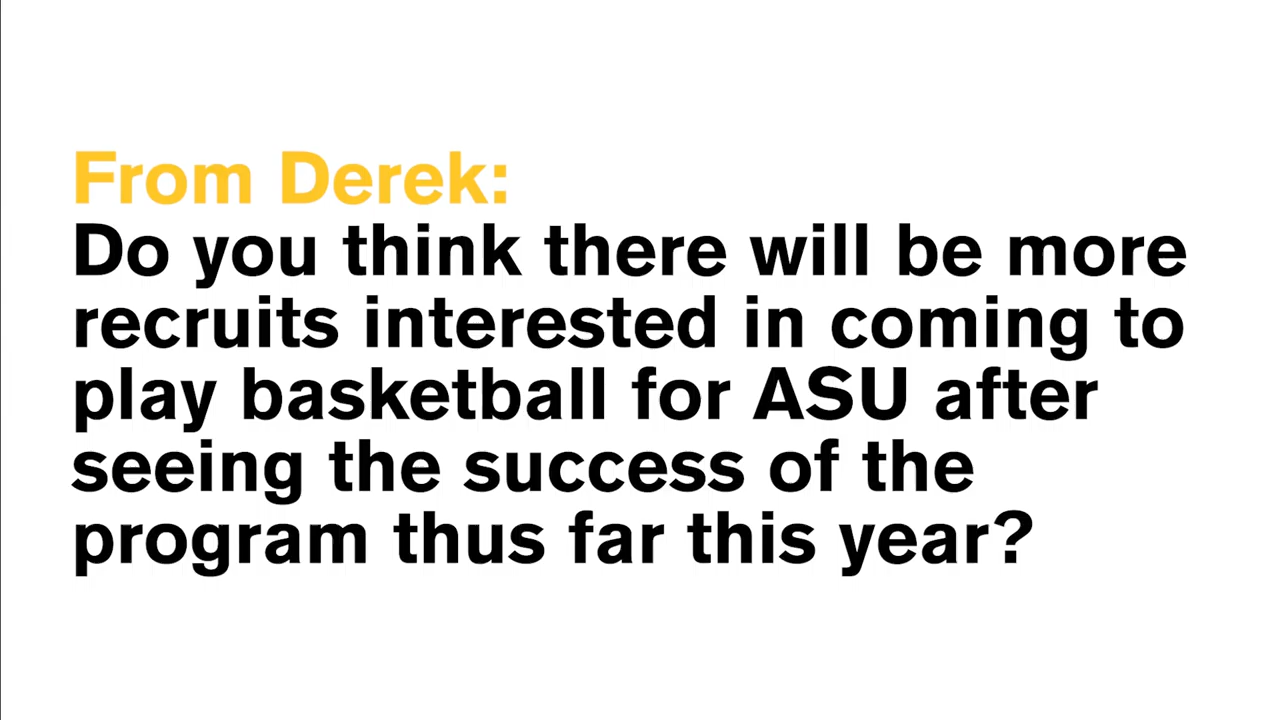 From Derek:
Do you think there will be more
recruits interested in coming to
play basketball for ASU after
seeing the success of the
program thus far this year?